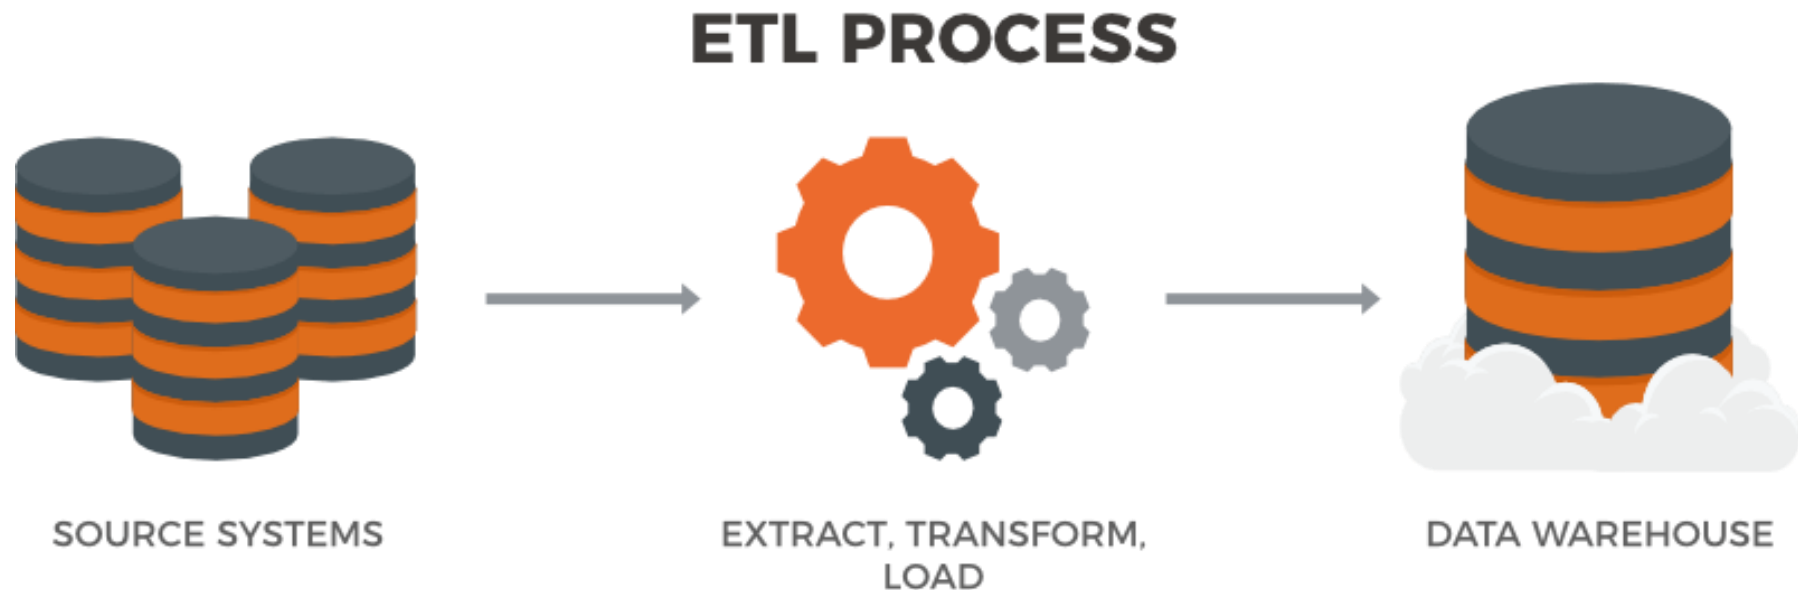 ETL PROCESS
SOURCE SYSTEMS
EXTRACT, TRANSFORM,
LOAD
DATA WAREHOUSE